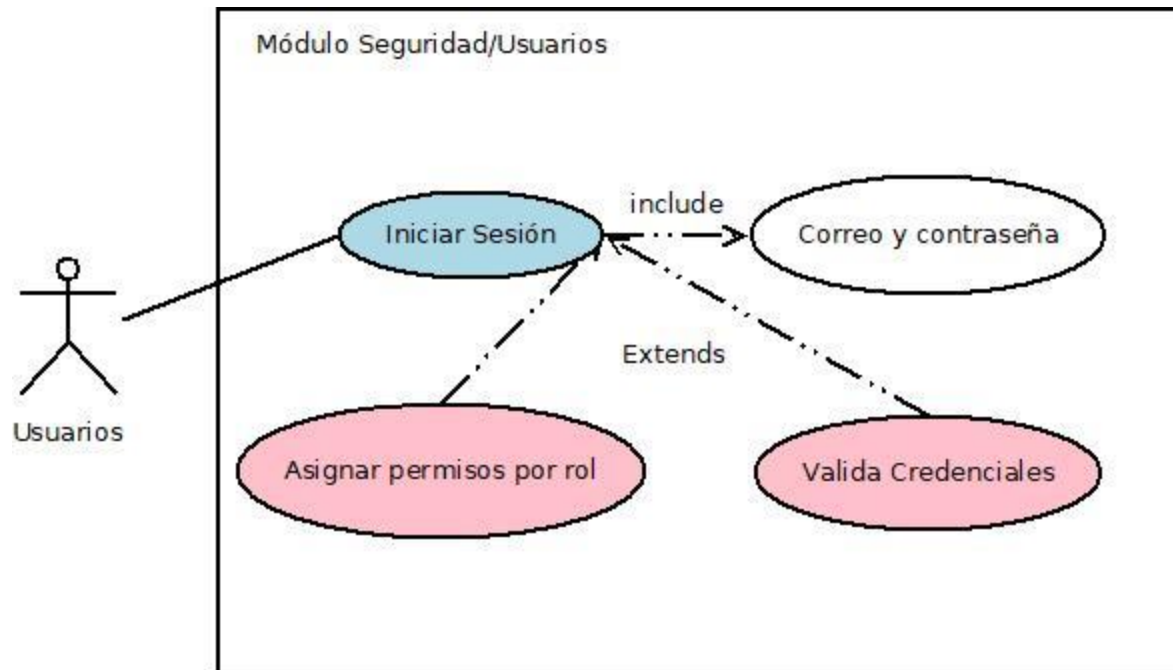 Módulo Seguridad/Usuarios
include
Iniciar Sesión
Correo y contraseña
Extends
Usuarios
Asignar permisos por rol
Valida Credenciales